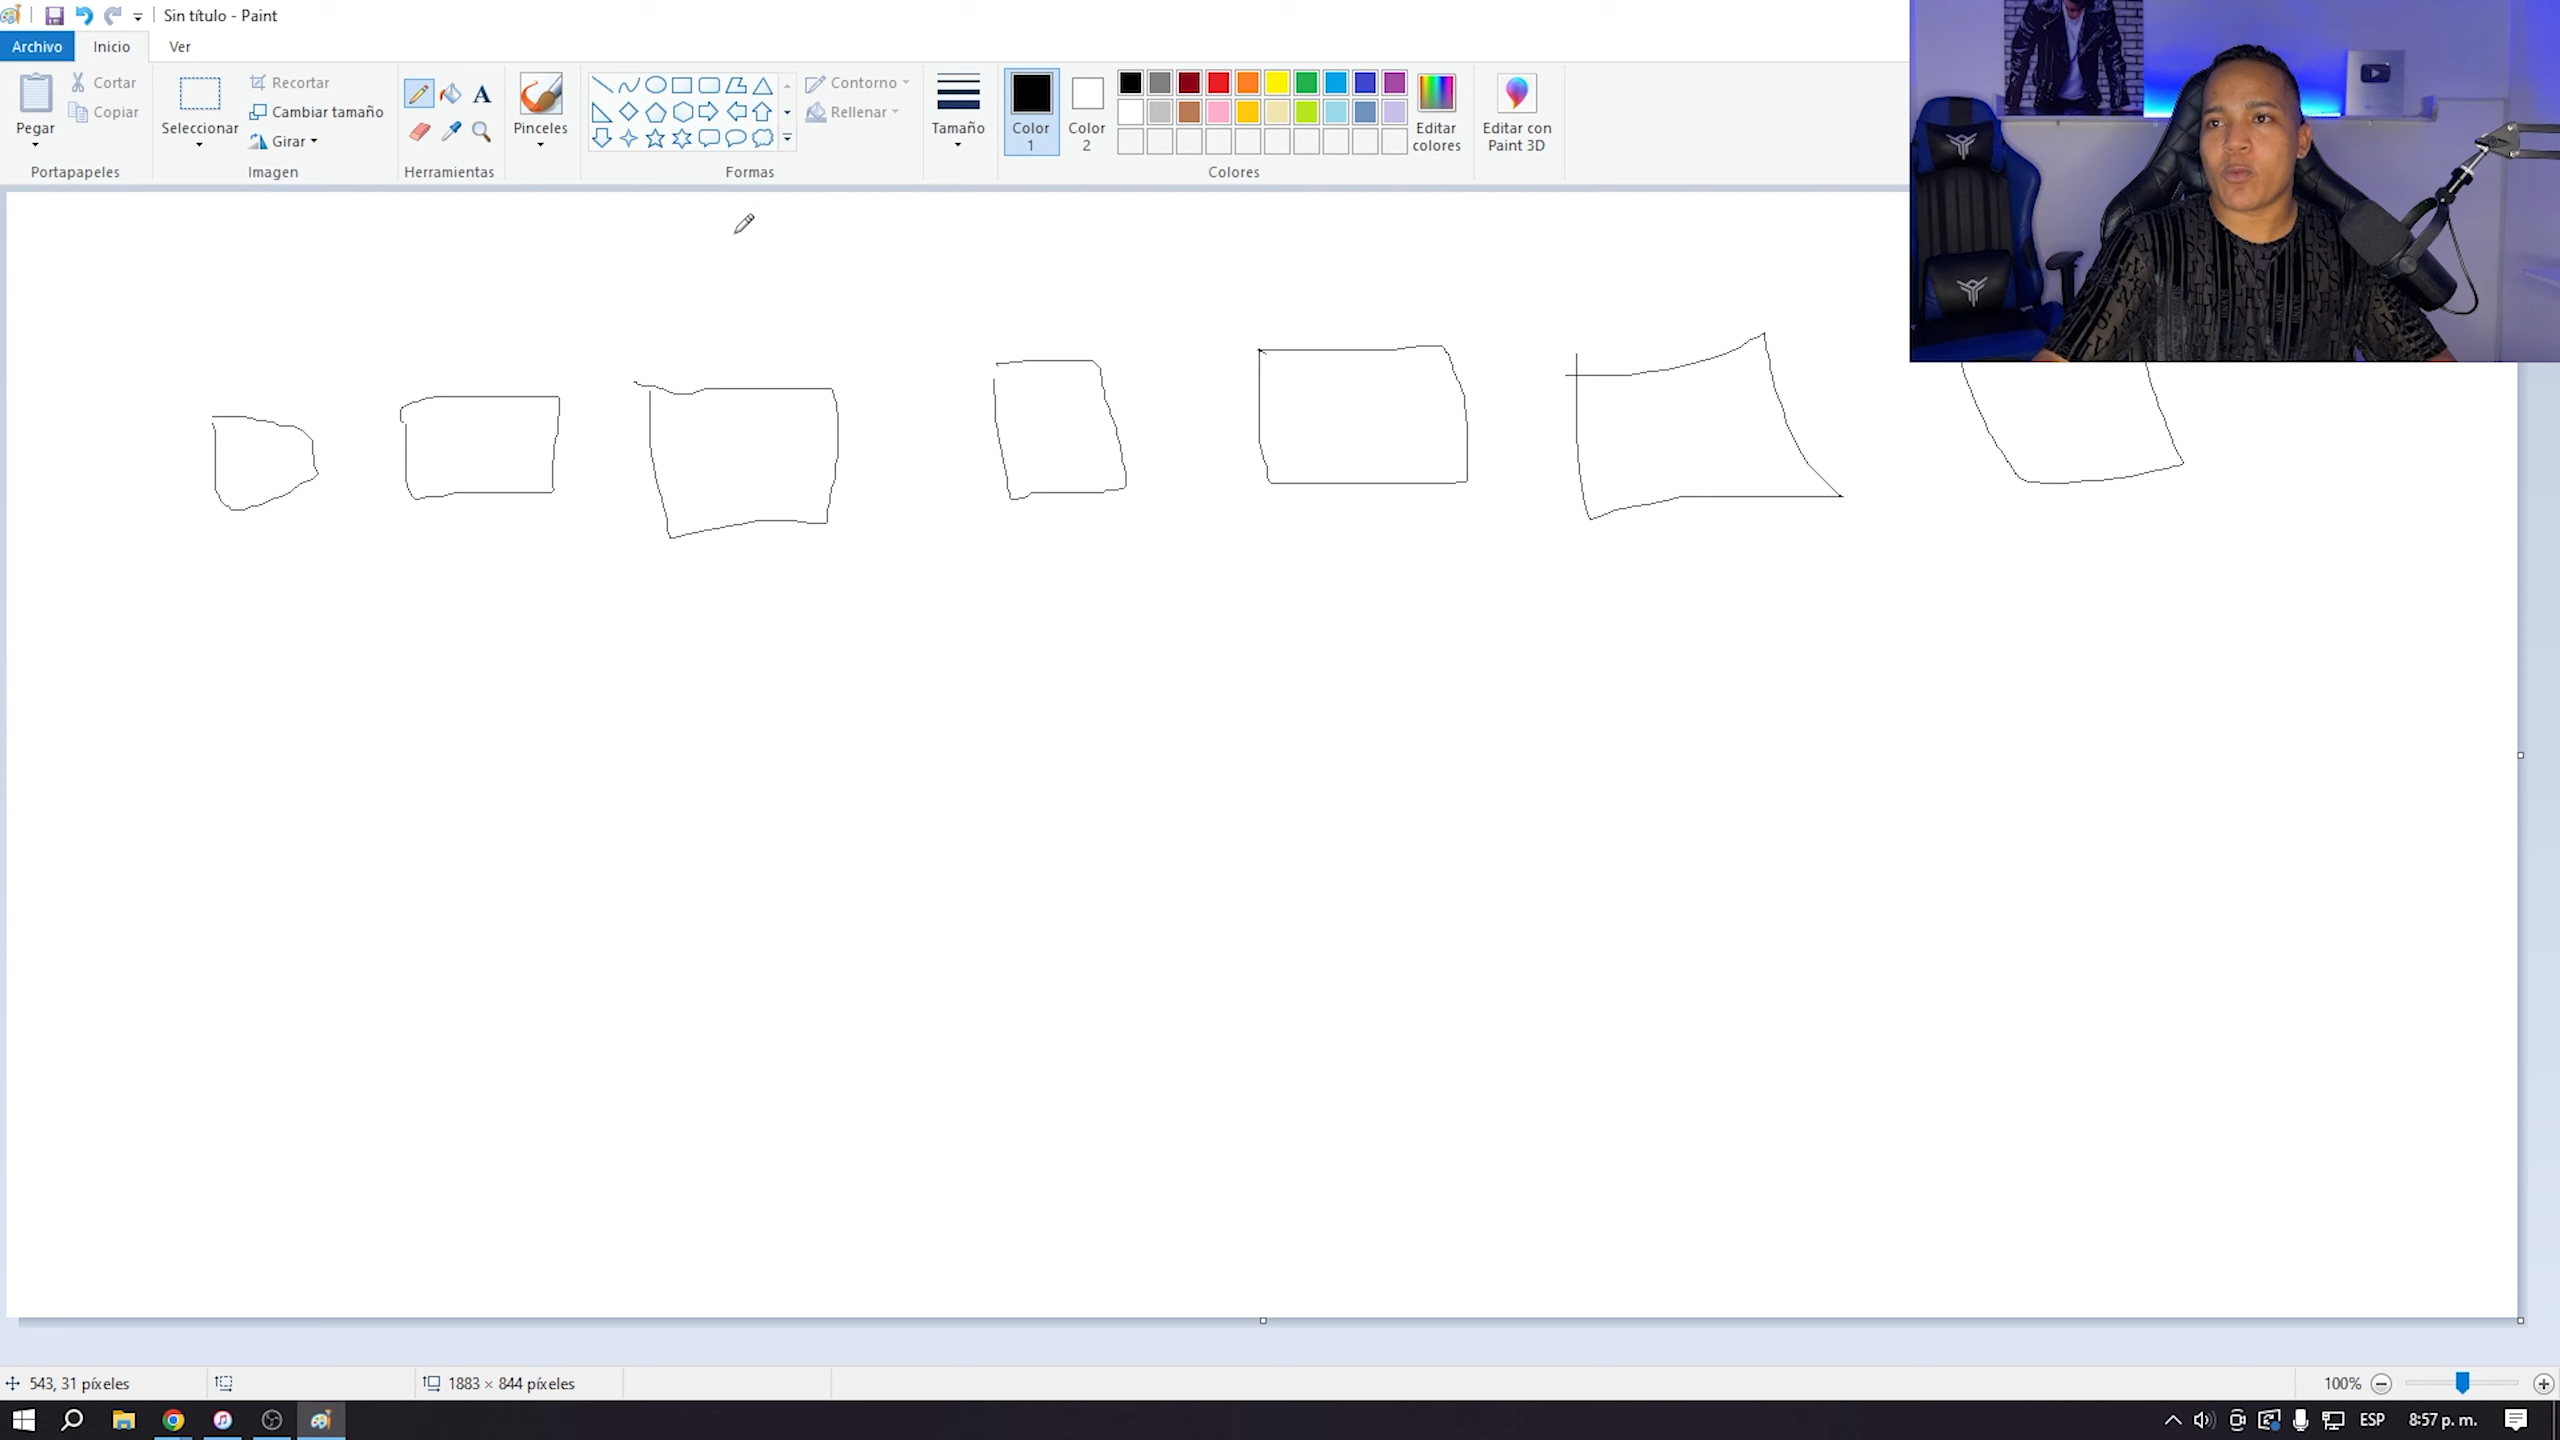 Sin título - Paint
Archivo
Inicio
Ver
Pegar
Cortar
Copiar
Portapapeles
Seleccionar
Recortar
Cambiar tamaño
Girar
Imagen
A
Herramientas
Pinceles
Formas
Contorno
Rellenar
Tamaño
Color
1
Color
2
Colores
Editar
colores
Editar con
Paint 3D
543, 31 píxeles
1883 × 844 píxeles
100%
ESP
8:57 p. m.